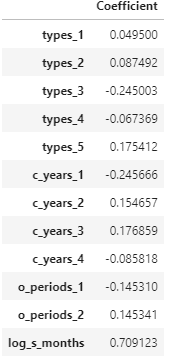 Coefficient
types_1 0.049500
types_2 0.087492
types_3 -0.245003
types_4 -0.067369
types_5 0.175412
c_years_1 -0.245666
c_years_2 0.154657
c_years_3 0.176859
c_years_4 -0.085818
o_periods_1 -0.145310
o_periods_2 0.145341
log_s_months 0.709123